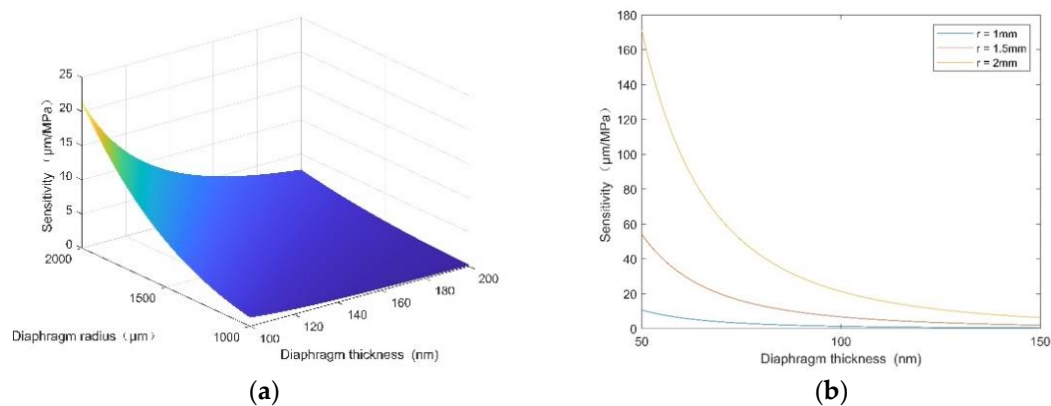 25
20
15
10
5
0
Sensitivity （μm/MPa）
2000
1500
1000
Diaphragm radius（μm）
100
120
140
160
180
200
Diaphragm thickness (nm)
(a)
180
160
140
120
100
80
60
40
20
0
Sensitivity (μm/MPa)
r = 1mm
r = 1.5mm
r = 2mm
50
100
150
Diaphragm thickness (nm)
(b)